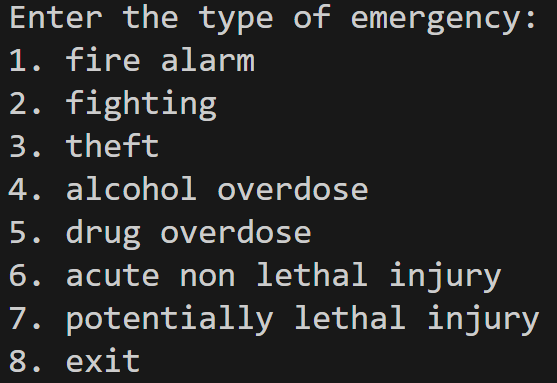 Enter the type of emergency:
1. fire alarm
2. fighting
3. theft
4. alcohol overdose
5. drug overdose
6. acute non lethal injury
7. potentially lethal injury
8. exit